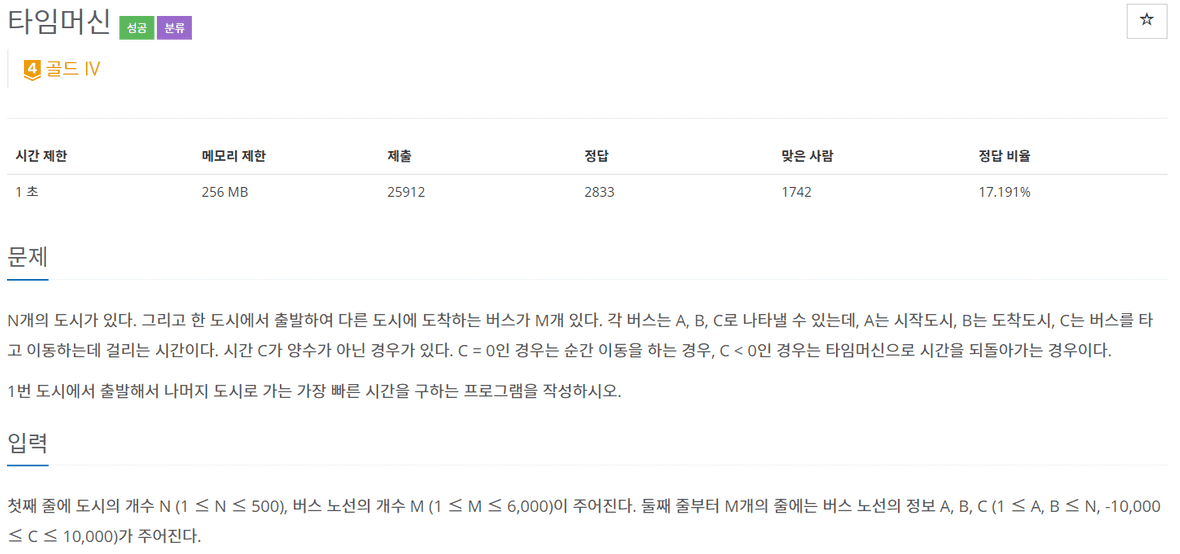 타임머신 성공 분류
☆
4 골드 IV
시간 제한 메모리 제한 제출 정답 맞은 사람 정답 비율
1 초 256 MB 25912 2833 1742 17.191%
문제
N개의 도시가 있다. 그리고 한 도시에서 출발하여 다른 도시에 도착하는 버스가 M개 있다. 각 버스는 A, B, C로 나타낼 수 있는데, A는 시작도시, B는 도착도시, C는 버스를 타
고 이동하는데 걸리는 시간이다. 시간 C가 양수가 아닌 경우가 있다. C = 0인 경우는 순간 이동을 하는 경우, C < 0인 경우는 타임머신으로 시간을 되돌아가는 경우이다.
1번 도시에서 출발해서 나머지 도시로 가는 가장 빠른 시간을 구하는 프로그램을 작성하시오.
입력
첫째 줄에 도시의 개수 N (1 ≤ N ≤ 500), 버스 노선의 개수 M (1 ≤ M ≤ 6,000)이 주어진다. 둘째 줄부터 M개의 줄에는 버스 노선의 정보 A, B, C (1 ≤ A, B ≤ N, -10,000
≤ C ≤ 10,000)가 주어진다.